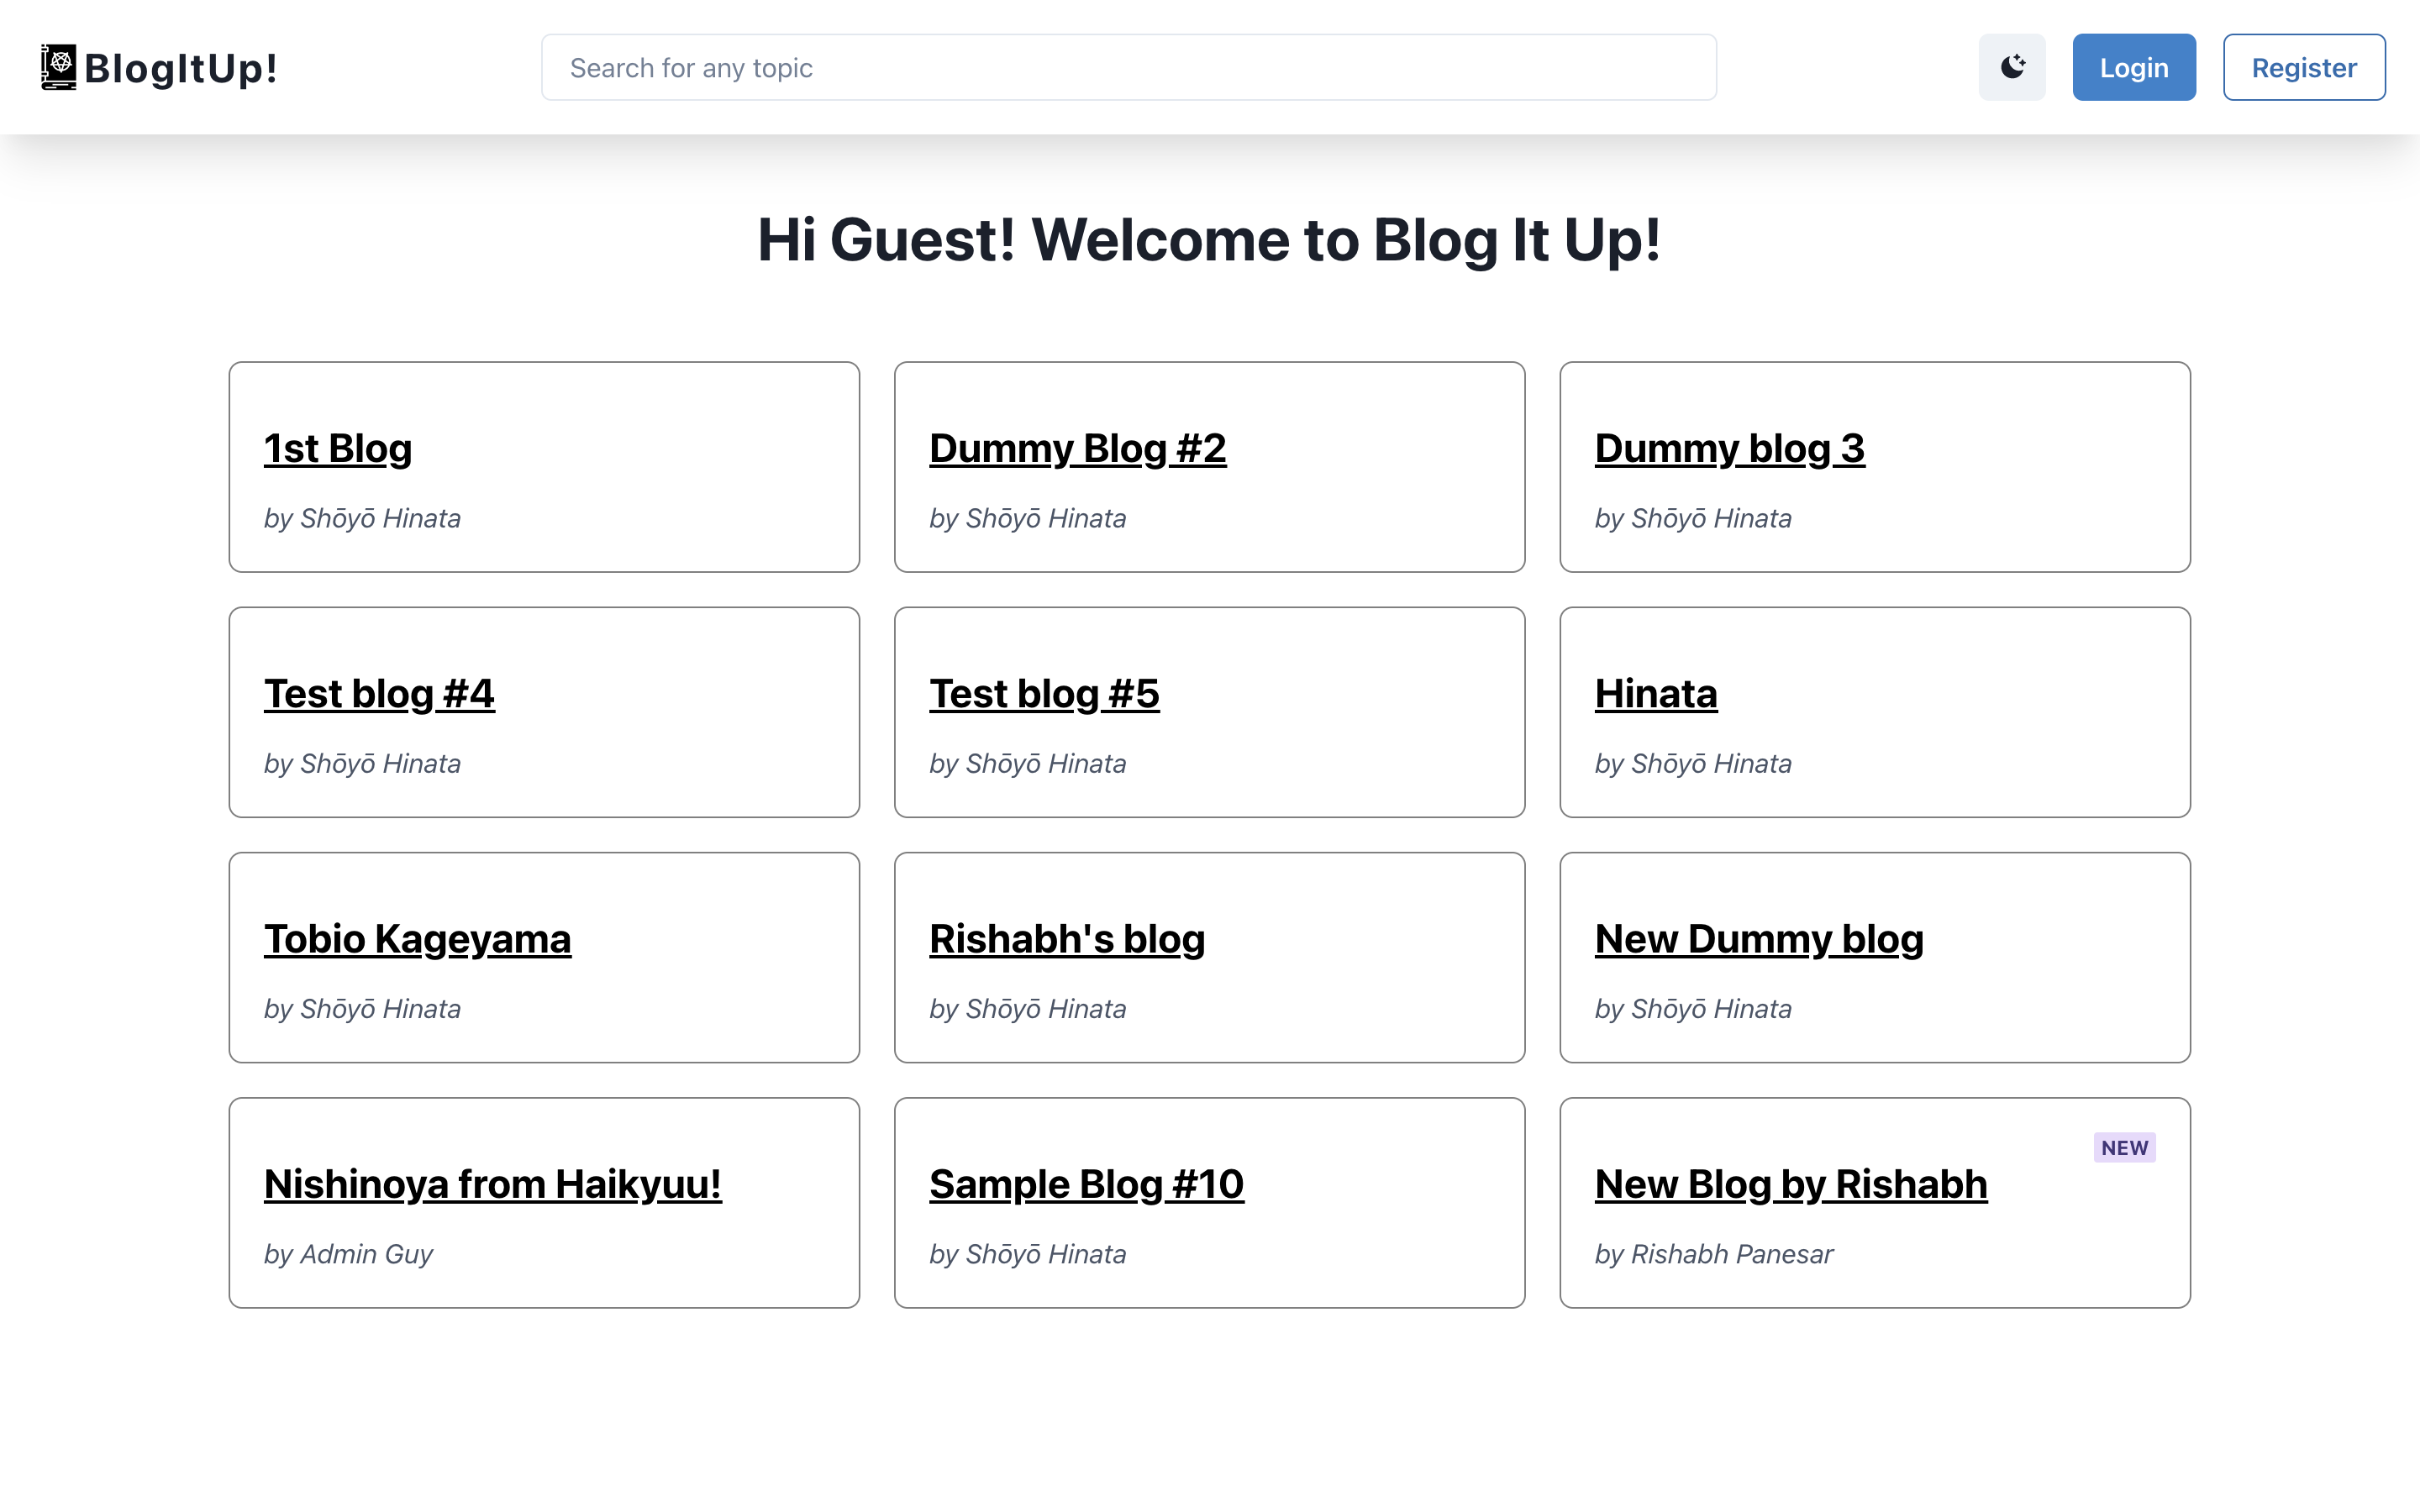 BlogItUp!
Search for any topic
Login
Register
Hi Guest! Welcome to Blog It Up!
1st Blog
by Shōyō Hinata
Dummy Blog #2
by Shōyō Hinata
Dummy blog 3
by Shōyō Hinata
Test blog #4
by Shōyō Hinata
Test blog #5
by Shōyō Hinata
Hinata
by Shōyō Hinata
Tobio Kageyama
by Shōyō Hinata
Rishabh's blog
by Shōyō Hinata
New Dummy blog
by Shōyō Hinata
Nishinoya from Haikyuu!
by Admin Guy
Sample Blog #10
by Shōyō Hinata
NEW
New Blog by Rishabh
by Rishabh Panesar